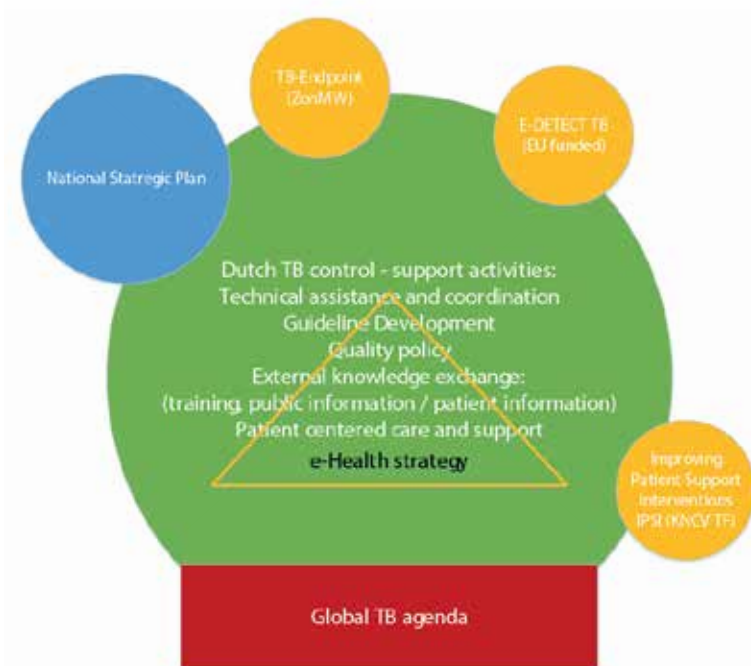 TB-Endpoint
(ZonMW)
E-DETECT TB
(EU funded)
National Statregic Plan
Dutch TB control - support activities:
Technical assistance and coordination
Guideline Development
Quality policy
External knowledge exchange:
(training, public information / patient information)
Patient centered care and support
e-Health strategy
Improving
Patient Support
Interventions
IPSI (KNCV TF)
Global TB agenda